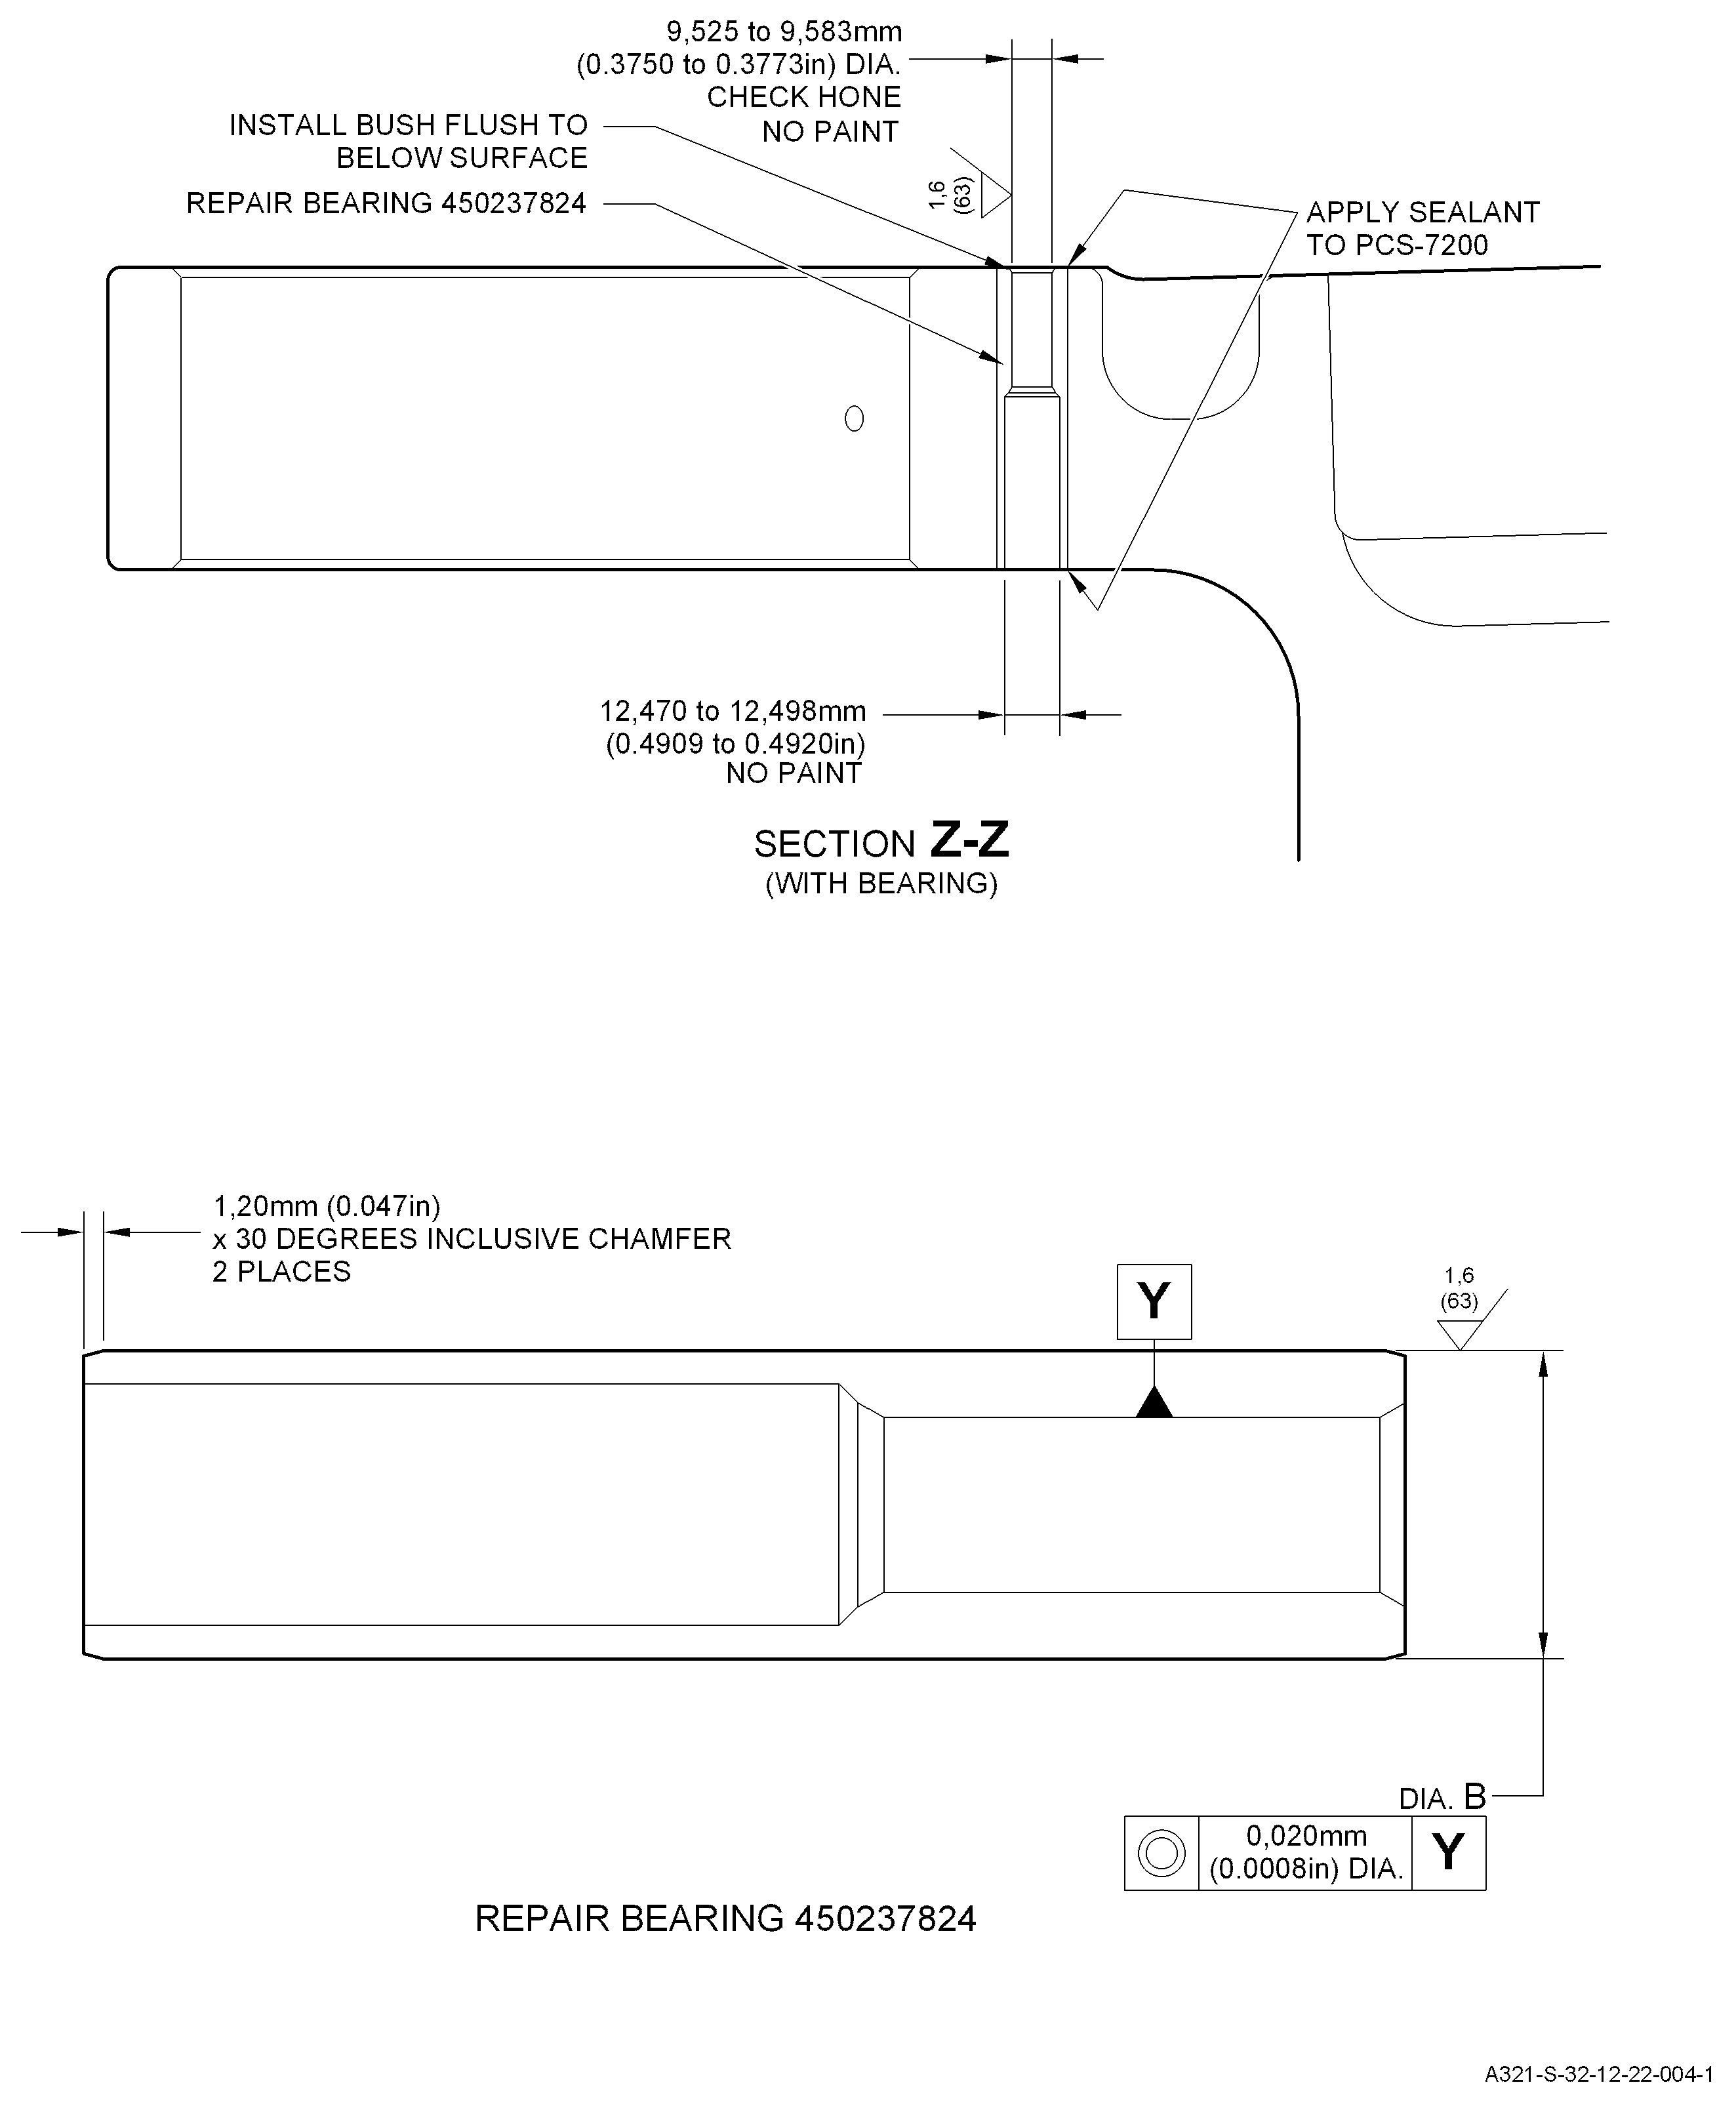 9,525 to 9,583mm
(0.3750 to 0.3773in) DIA.
CHECK HONE
NO PAINT
INSTALL BUSH FLUSH TO
BELOW SURFACE
REPAIR BEARING 450237824
1,6
(63)
APPLY SEALANT
TO PCS-7200
12,470 to 12,498mm
(0.4909 to 0.4920in)
NO PAINT
SECTION Z-Z
(WITH BEARING)
1,20mm (0.047in)
x 30 DEGREES INCLUSIVE CHAMFER
2 PLACES
Y
1,6
(63)
DIA. B
0,020mm
(0.0008in) DIA.
Y
REPAIR BEARING 450237824
A321-S-32-12-22-004-1